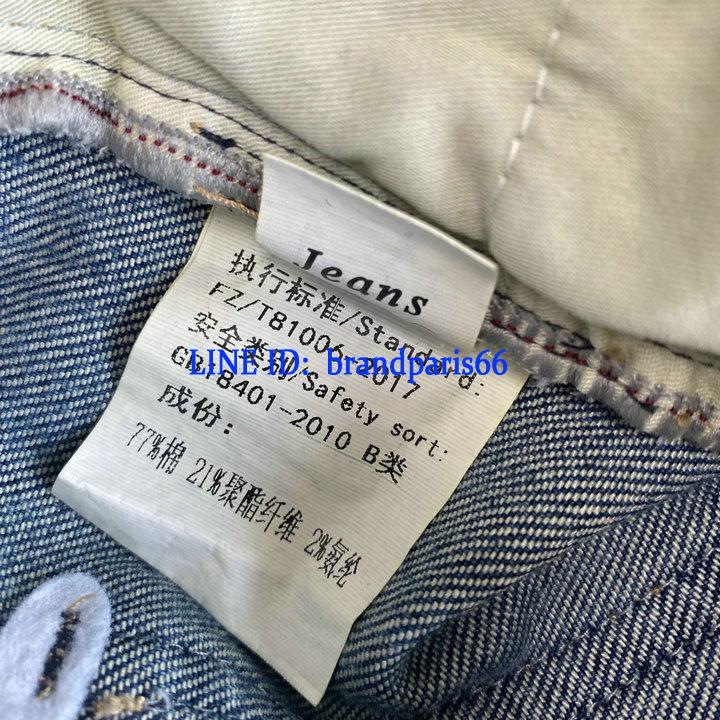 Jeans
执行标准/Standard:
FZ/T81006-2017
安全类别/Safety sort:
GB18401-2010 B类
成份:
77%棉 21%聚酯纤维 2%氨纶
LINE ID: brandparis66